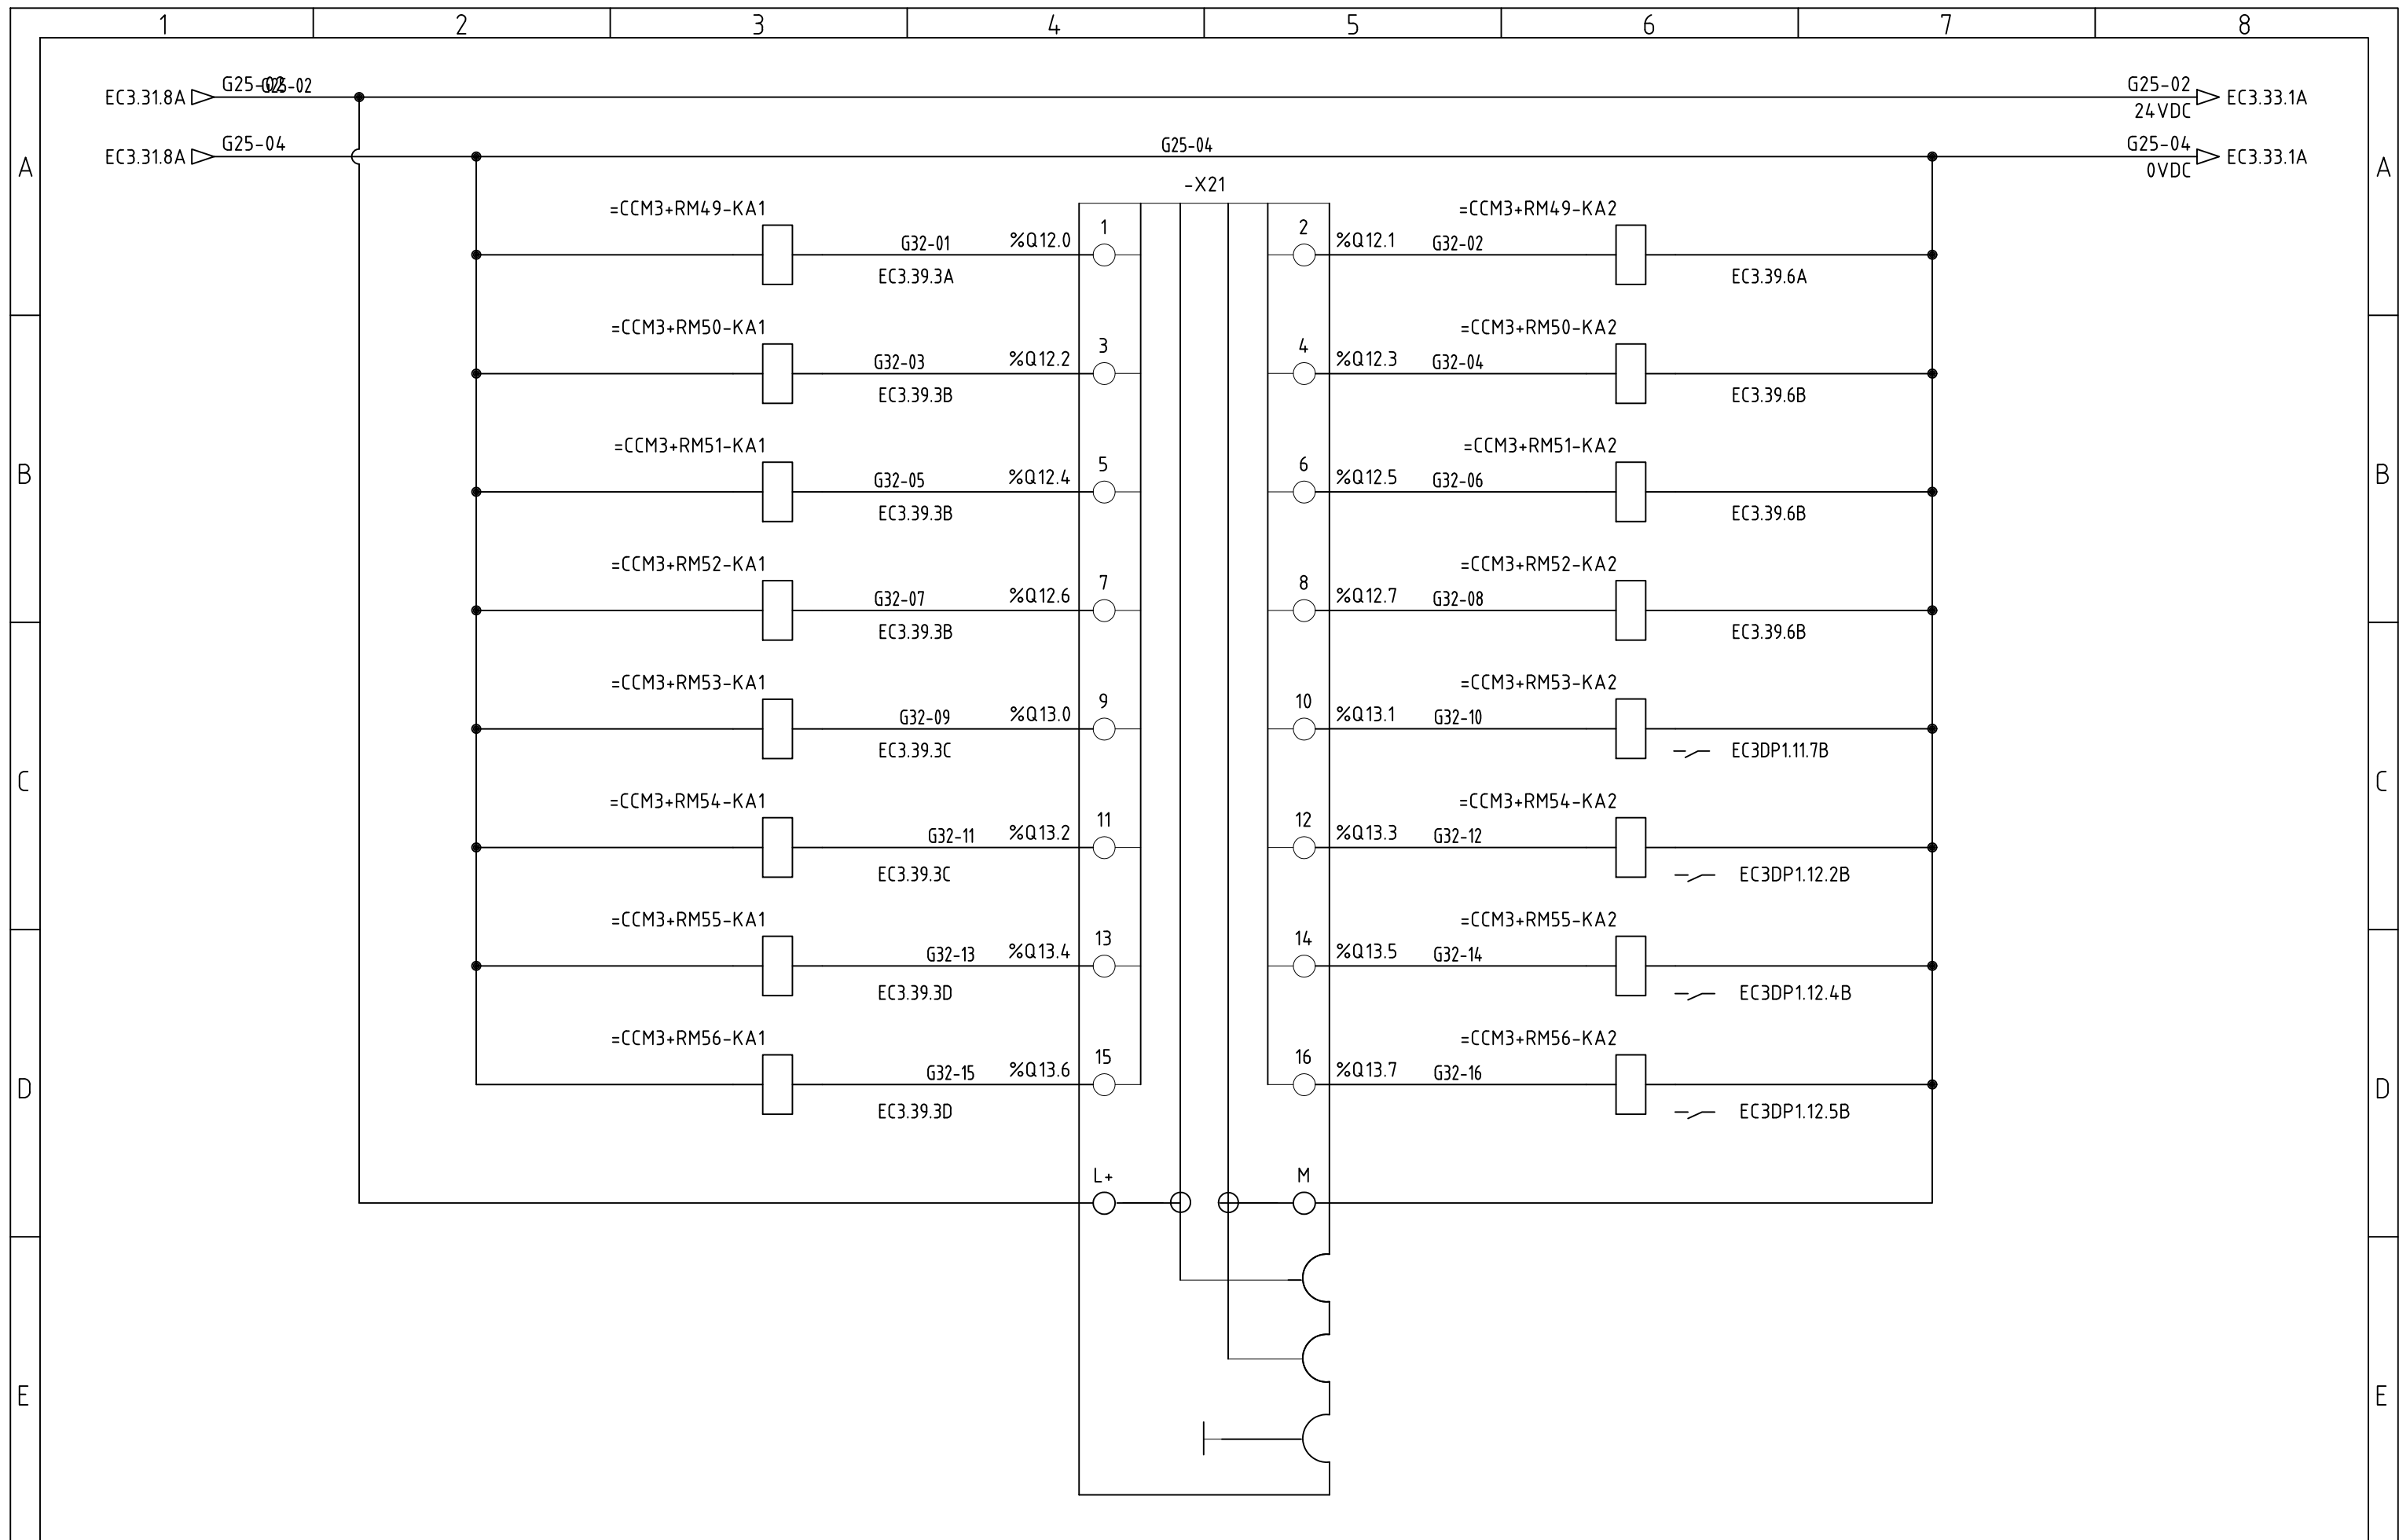 1 2 3 4 5 6 7 8
EC3.31.8A G25-02 G25-02 G25-02 EC3.33.1A
24VDC
EC3.31.8A G25-04 G25-04 G25-04 EC3.33.1A
0VDC
A A
-X21
=CCM3+RM49-KA1 =CCM3+RM49-KA2
G32-01 %Q12.0 1 2 %Q12.1 G32-02
EC3.39.3A EC3.39.6A
=CCM3+RM50-KA1 =CCM3+RM50-KA2
G32-03 %Q12.2 3 4 %Q12.3 G32-04
EC3.39.3B EC3.39.6B
=CCM3+RM51-KA1 =CCM3+RM51-KA2
B G32-05 %Q12.4 5 6 %Q12.5 G32-06 B
EC3.39.3B EC3.39.6B
=CCM3+RM52-KA1 =CCM3+RM52-KA2
G32-07 %Q12.6 7 8 %Q12.7 G32-08
EC3.39.3B EC3.39.6B
=CCM3+RM53-KA1 =CCM3+RM53-KA2
G32-09 %Q13.0 9 10 %Q13.1 G32-10
EC3.39.3C EC3DP1.11.7B
C C
=CCM3+RM54-KA1 =CCM3+RM54-KA2
G32-11 %Q13.2 11 12 %Q13.3 G32-12
EC3.39.3C EC3DP1.12.2B
=CCM3+RM55-KA1 =CCM3+RM55-KA2
G32-13 %Q13.4 13 14 %Q13.5 G32-14
EC3.39.3D EC3DP1.12.4B
=CCM3+RM56-KA1 =CCM3+RM56-KA2
D G32-15 %Q13.6 15 16 %Q13.7 G32-16 D
EC3.39.3D EC3DP1.12.5B
L+ M
E E